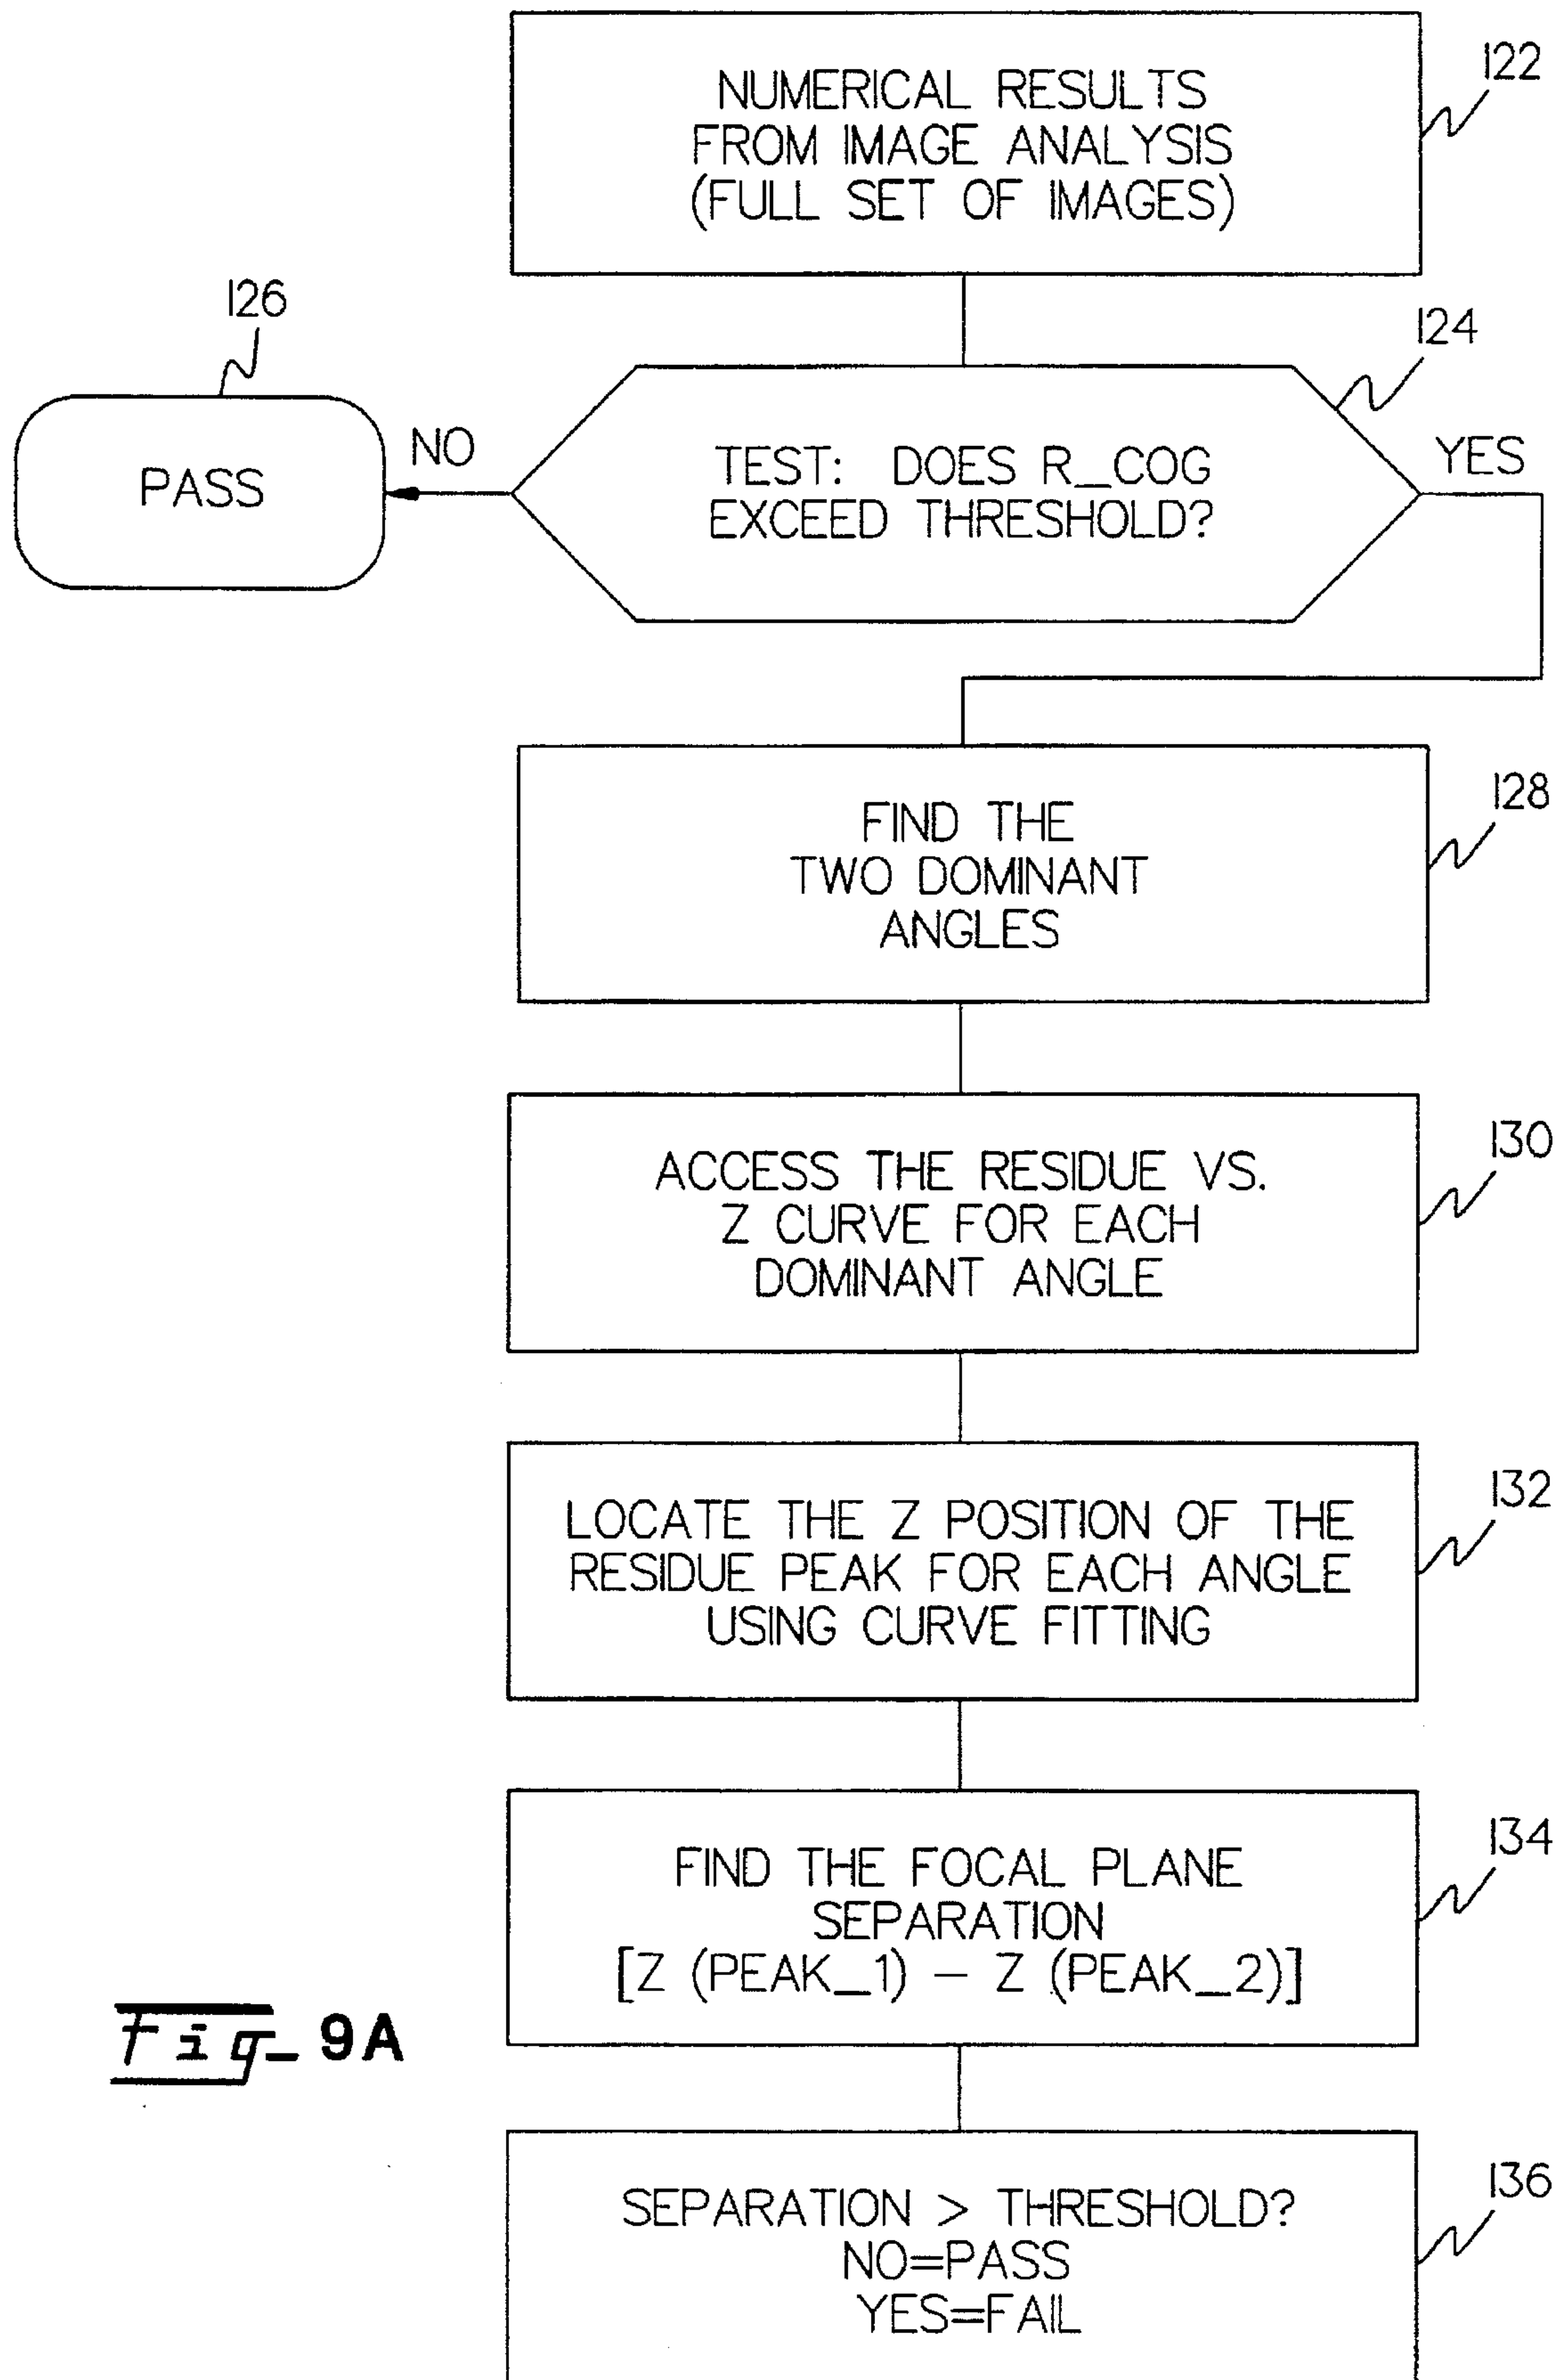 NUMERICAL RESULTS
FROM IMAGE ANALYSIS
(FULL SET OF IMAGES)
122
126
124
PASS
NO
TEST: DOES R_COG
EXCEED THRESHOLD?
YES
FIND THE
TWO DOMINANT
ANGLES
128
ACCESS THE RESIDUE VS.
Z CURVE FOR EACH
DOMINANT ANGLE
130
LOCATE THE Z POSITION OF THE
RESIDUE PEAK FOR EACH ANGLE
USING CURVE FITTING
132
FIND THE FOCAL PLANE
SEPARATION
[Z (PEAK_1) – Z (PEAK_2)]
134
Fig_ 9A
SEPARATION > THRESHOLD?
NO=PASS
YES=FAIL
136